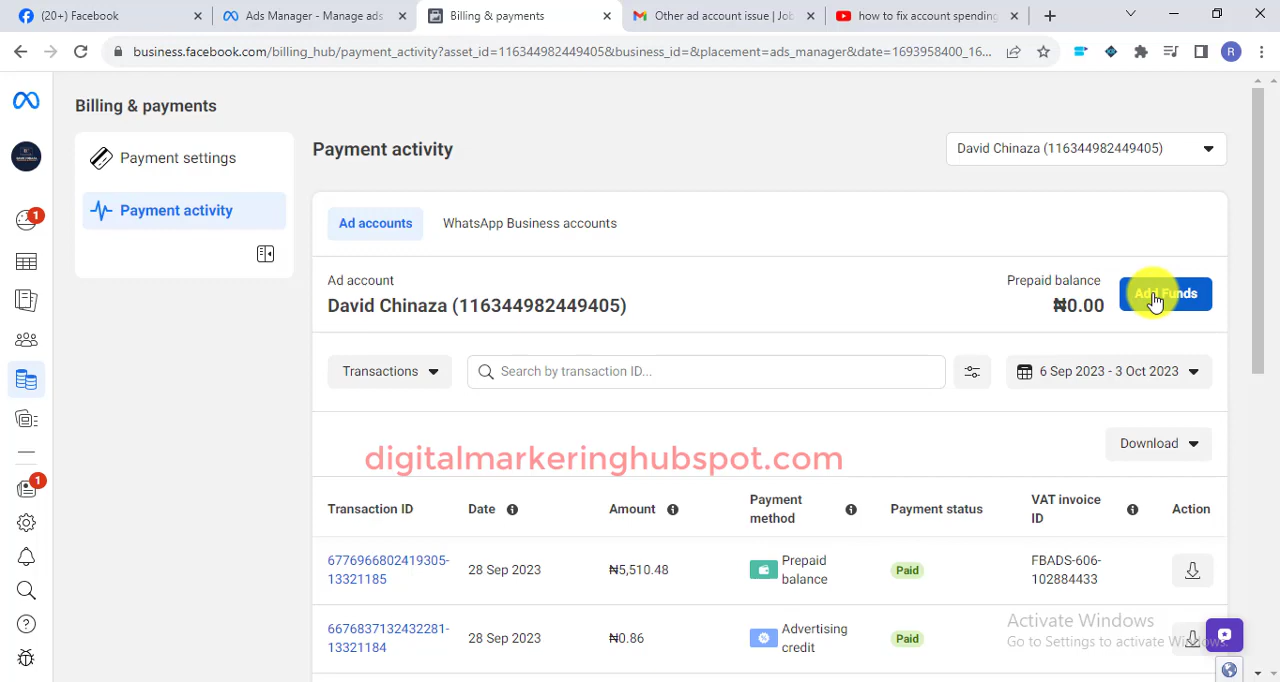 (20+) Facebook
Ads Manager - Manage ads
Billing & payments
Other ad account issue | Job
how to fix account spending
business.facebook.com/billing_hub/payment_activity?asset_id=116344982449405&business_id=&placement=ads_manager&date=1693958400_16...
R
Billing & payments
Payment settings
Payment activity
1
1
Payment activity
David Chinaza (116344982449405)
Ad accounts
WhatsApp Business accounts
Ad account
David Chinaza (116344982449405)
Prepaid balance
₦0.00
Add Funds
Transactions
Search by transaction ID...
6 Sep 2023 - 3 Oct 2023
Download
digitalmarkeringhubspot.com
Transaction ID
Date
Amount
Payment
method
Payment status
VAT invoice
ID
Action
6776966802419305-
13321185
28 Sep 2023
₦5,510.48
Prepaid
balance
Paid
FBADS-606-
102884433
6676837132432281-
13321184
28 Sep 2023
₦0.86
Advertising
credit
Paid
Activate Windows
Go to Settings to activate Windows.